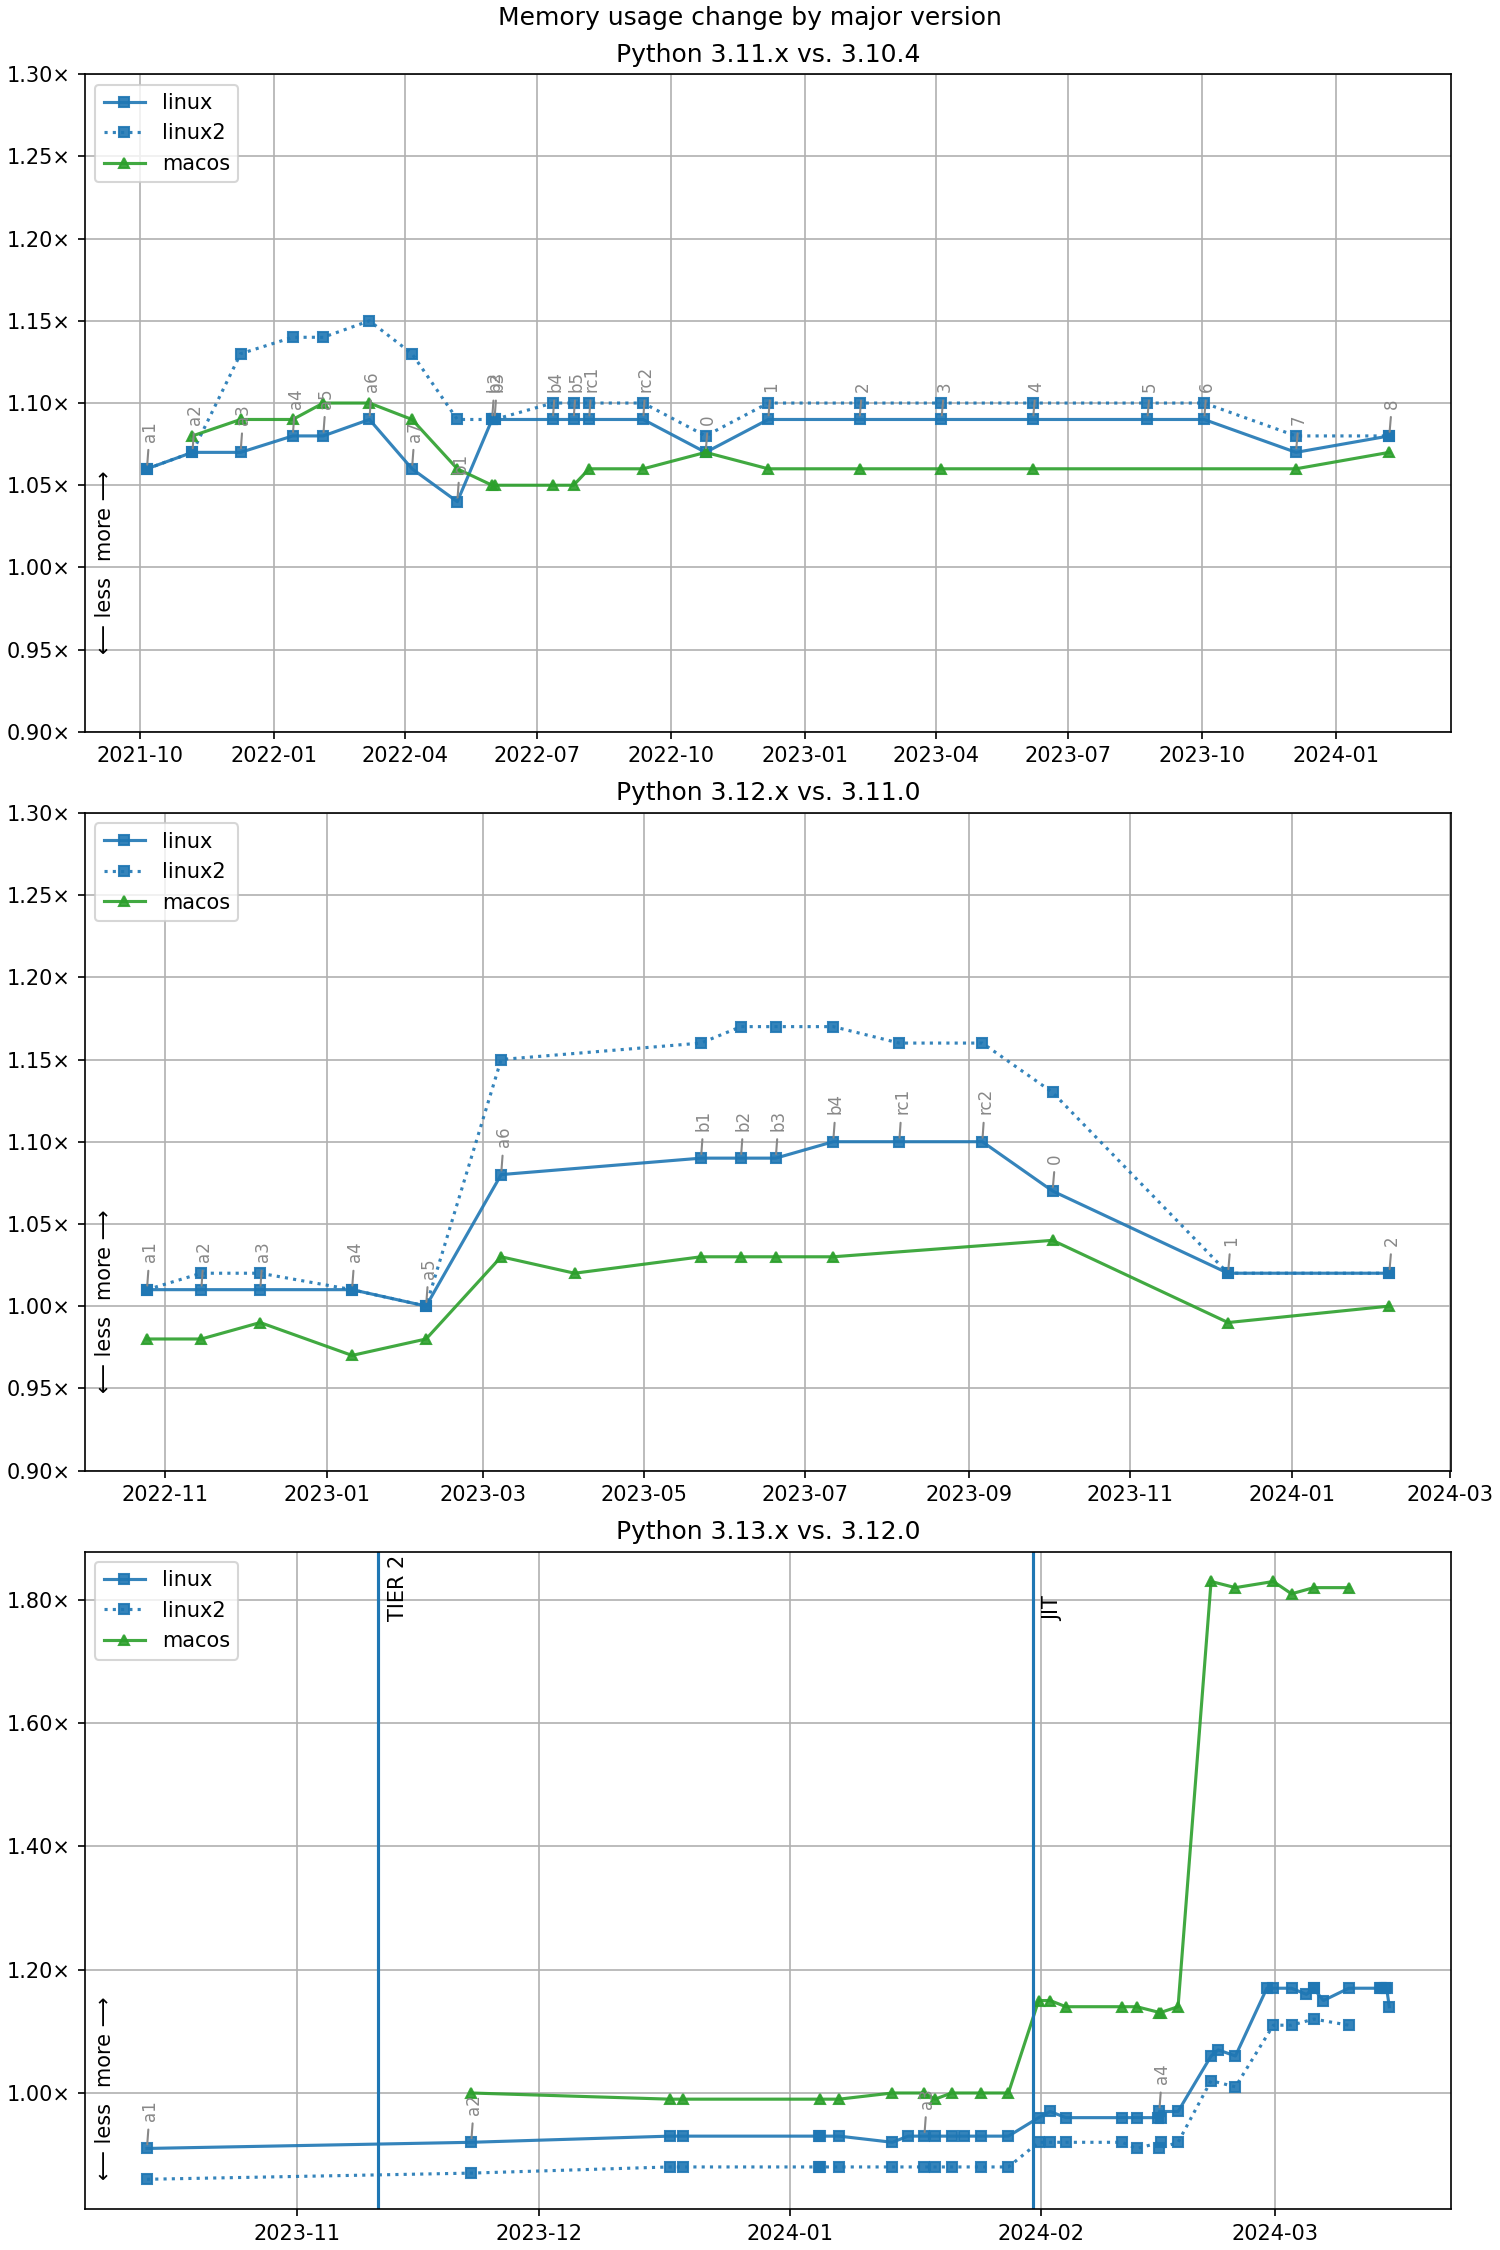 Memory usage change by major version
Python 3.11.x vs. 3.10.4
1.30×
1.25×
1.20×
1.15×
1.10×
1.05×
1.00×
0.95×
0.90×
linux
linux2
macos
← less more →
a1
a2
a3
a4
a5
a6
a7
b1
b2
b3
b4
b5
rc1
rc2
0
1
2
3
4
5
6
7
8
2021-10 2022-01 2022-04 2022-07 2022-10 2023-01 2023-04 2023-07 2023-10 2024-01
Python 3.12.x vs. 3.11.0
1.30×
1.25×
1.20×
1.15×
1.10×
1.05×
1.00×
0.95×
0.90×
linux
linux2
macos
← less more →
a1
a2
a3
a4
a5
a6
b1
b2
b3
b4
rc1
rc2
0
1
2
2022-11 2023-01 2023-03 2023-05 2023-07 2023-09 2023-11 2024-01 2024-03
Python 3.13.x vs. 3.12.0
1.80×
1.60×
1.40×
1.20×
1.00×
linux
linux2
macos
TIER 2
JIT
← less more →
a1
a2
a4
2023-11 2023-12 2024-01 2024-02 2024-03